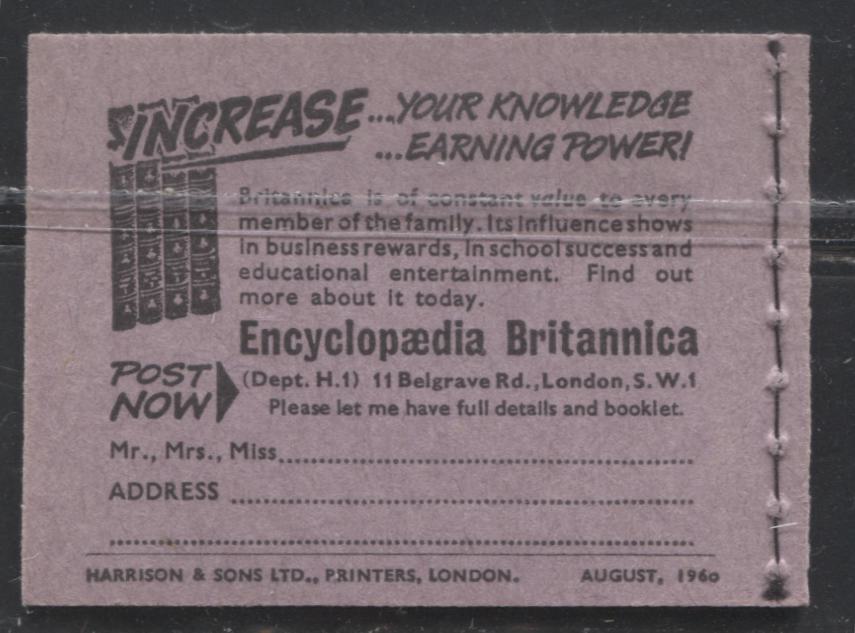 INCREASE...YOUR KNOWLEDGE
...EARNING POWER!
Britannica is of constant value to every
member of the family. Its influence shows
in business rewards, in school success and
educational entertainment. Find out
more about it today.
Encyclopædia Britannica
POST NOW
(Dept. H.1) 11 Belgrave Rd., London, S.W.1
Please let me have full details and booklet.
Mr., Mrs., Miss
ADDRESS
HARRISON & SONS LTD., PRINTERS, LONDON. AUGUST, 1960